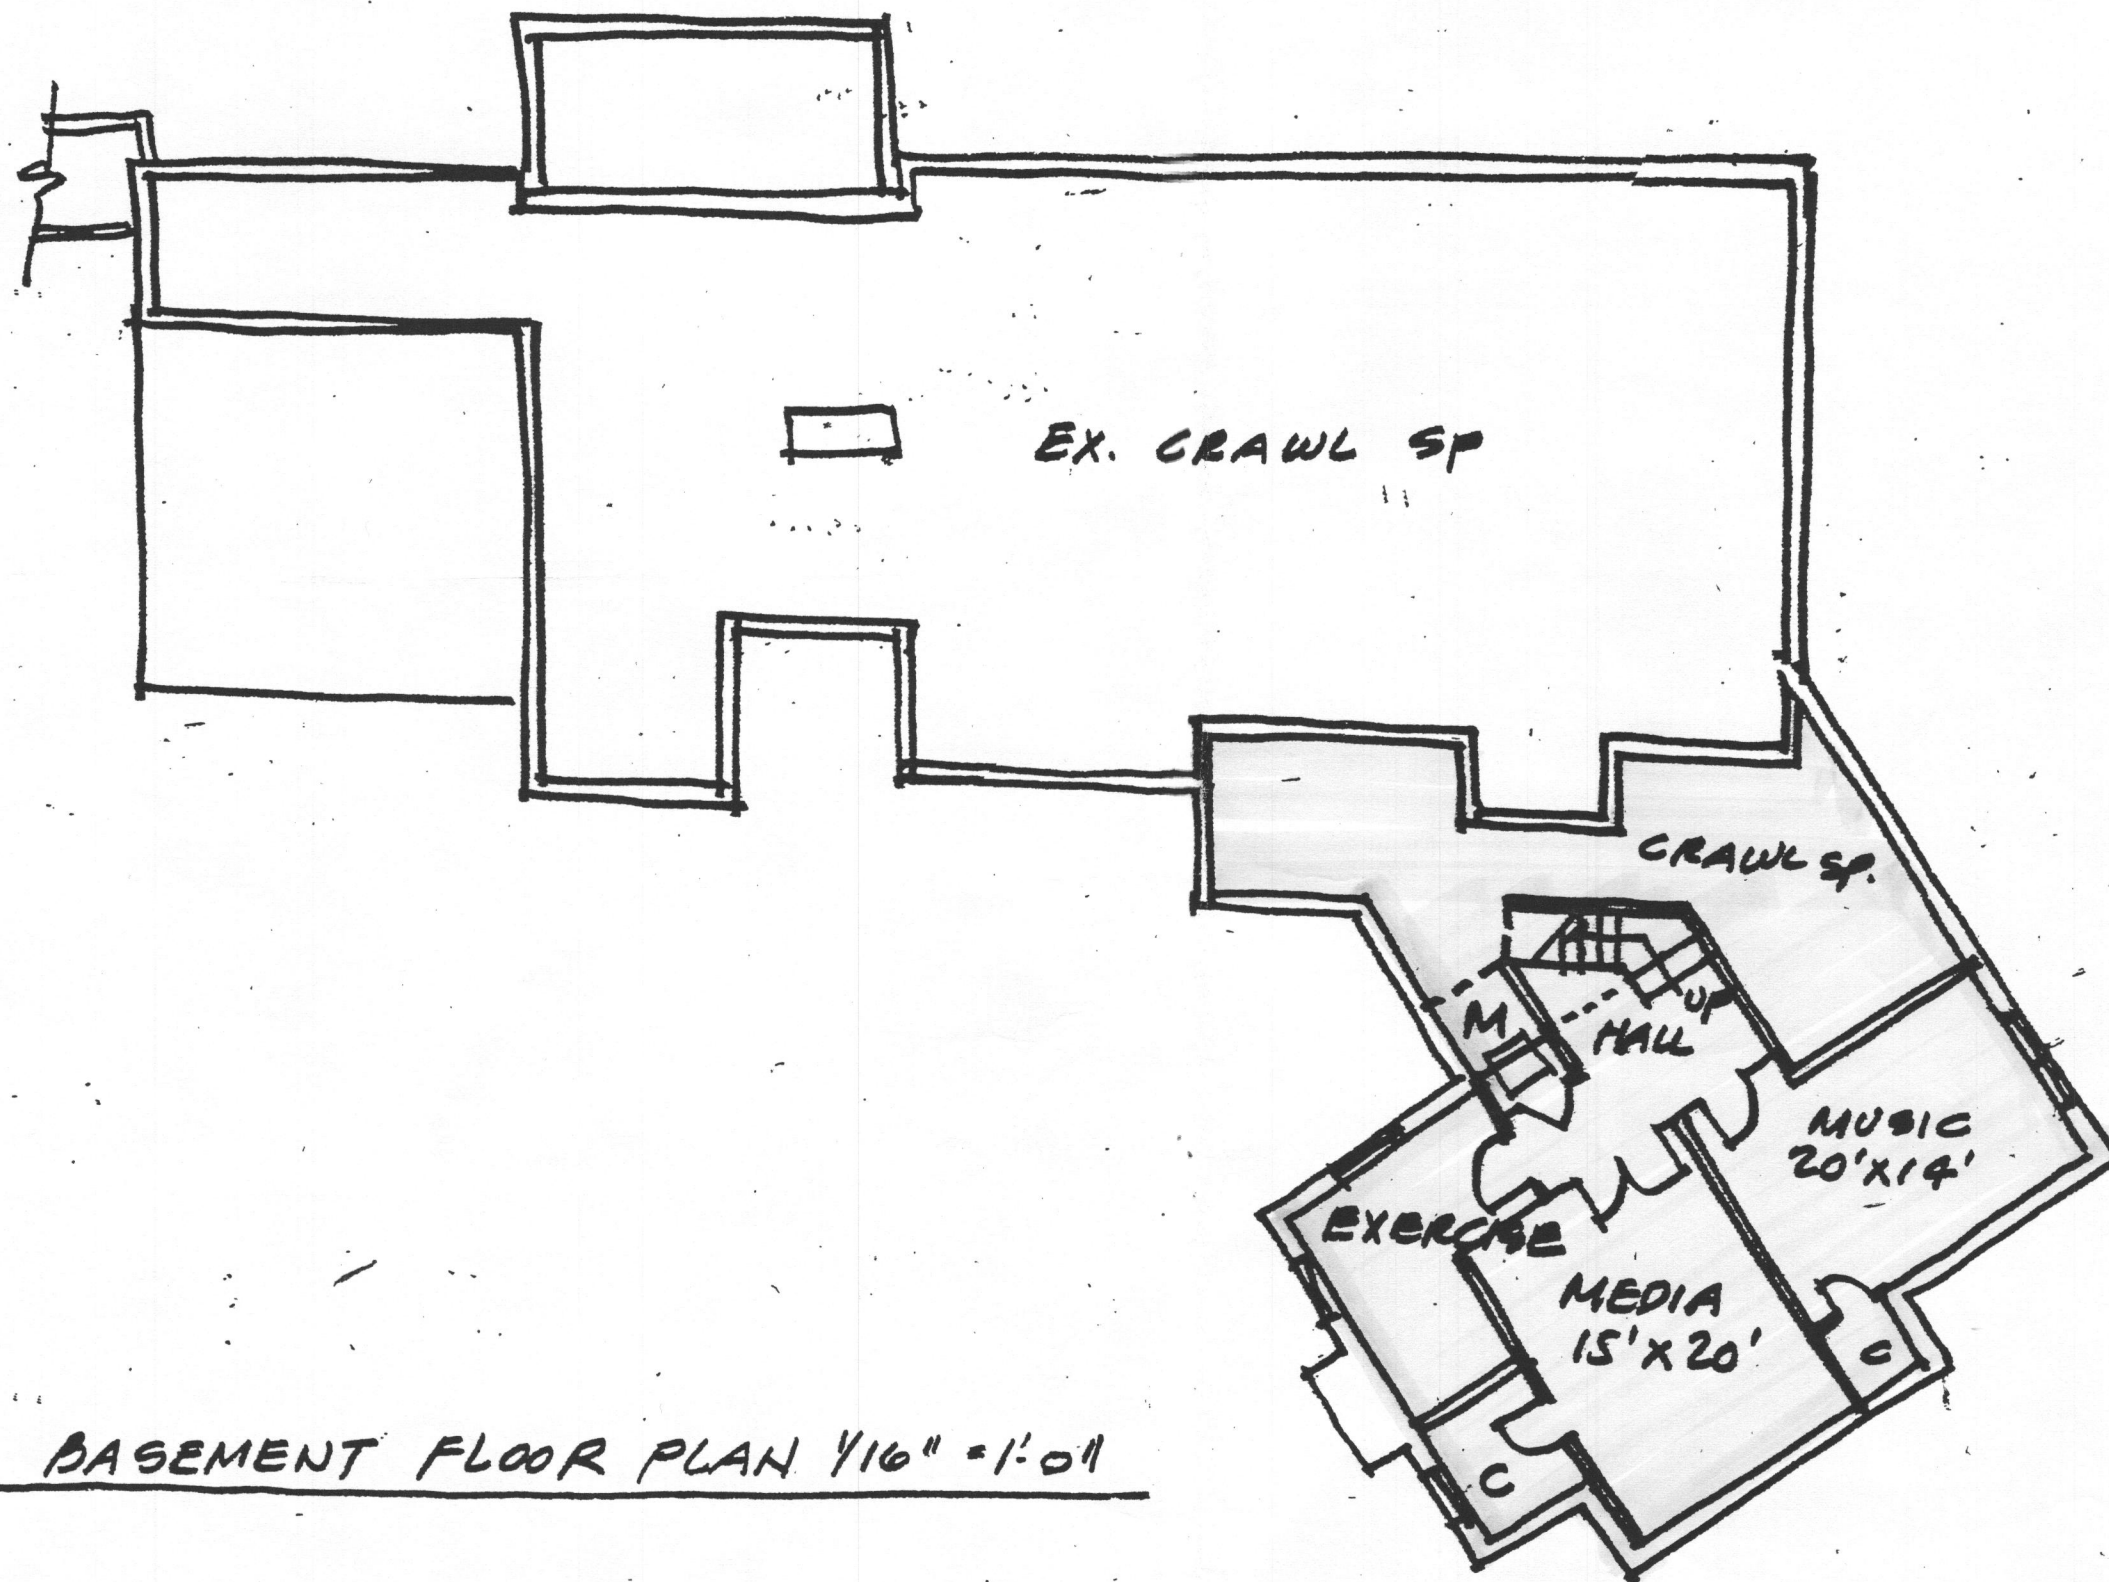 EX. CRAWL SP
CRAWL SP.
M
UP
HALL
MUSIC
20'X14'
EXERCISE
MEDIA
15'X20'
C
C
BASEMENT FLOOR PLAN 1/16" = 1'-0"